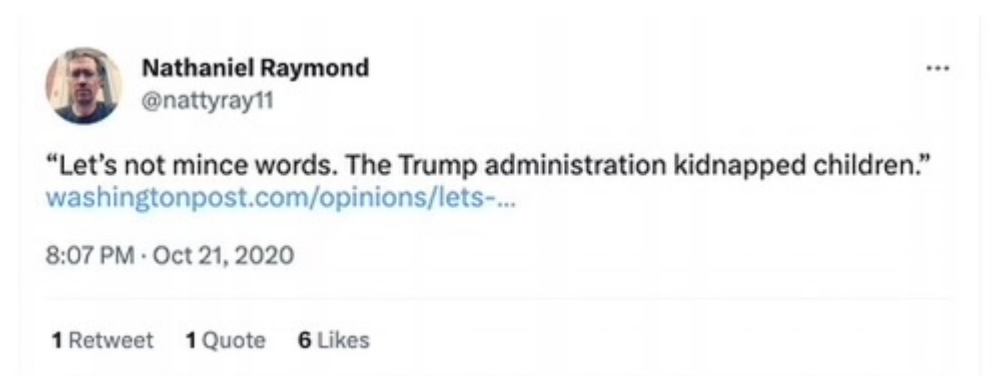 Nathaniel Raymond
@nattyray11
“Let’s not mince words. The Trump administration kidnapped children.”
washingtonpost.com/opinions/lets-...
8:07 PM · Oct 21, 2020
1 Retweet 1 Quote 6 Likes